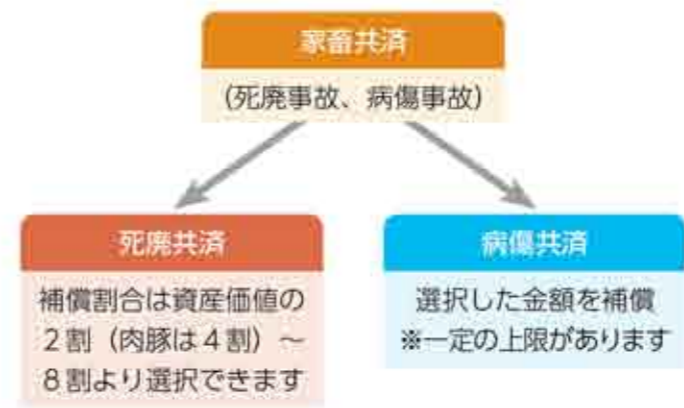 家畜共済
（死廃事故、病傷事故）
死廃共済
補償割合は資産価値の
２割（肉豚は４割）～
８割より選択できます
病傷共済
選択した金額を補償
※一定の上限があります